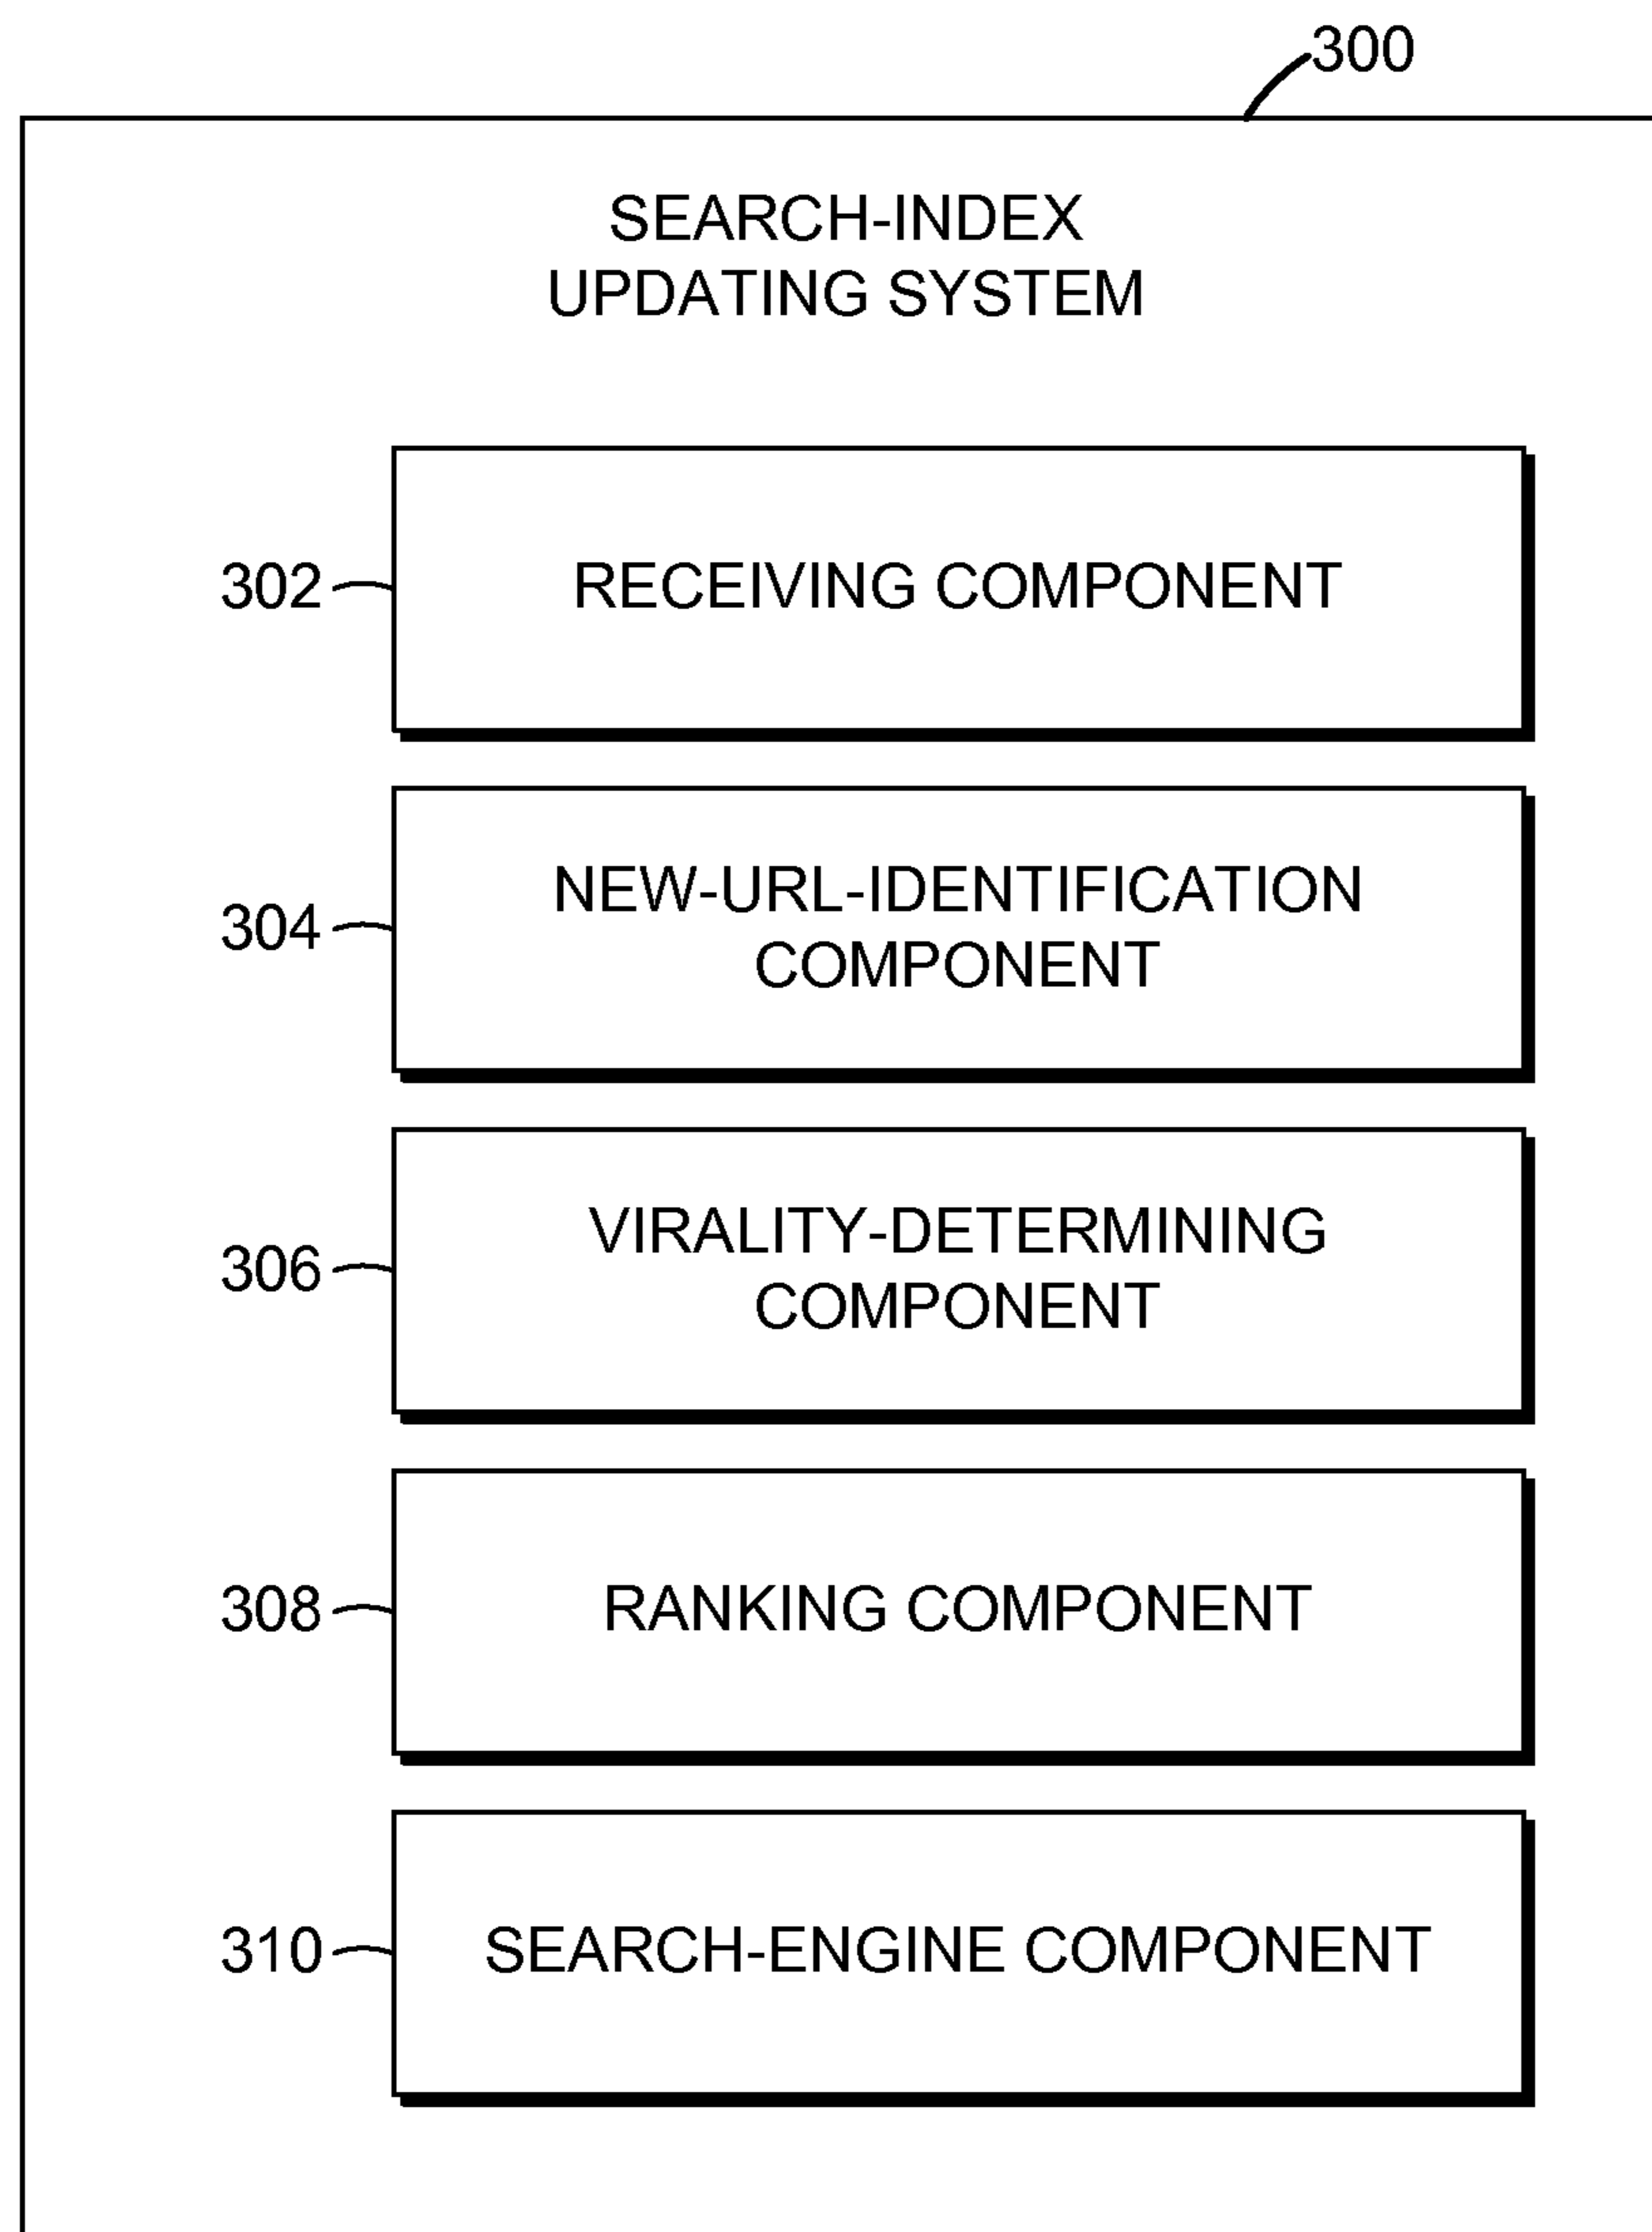 300
SEARCH-INDEX
UPDATING SYSTEM
302
RECEIVING COMPONENT
304
NEW-URL-IDENTIFICATION
COMPONENT
306
VIRALITY-DETERMINING
COMPONENT
308
RANKING COMPONENT
310
SEARCH-ENGINE COMPONENT